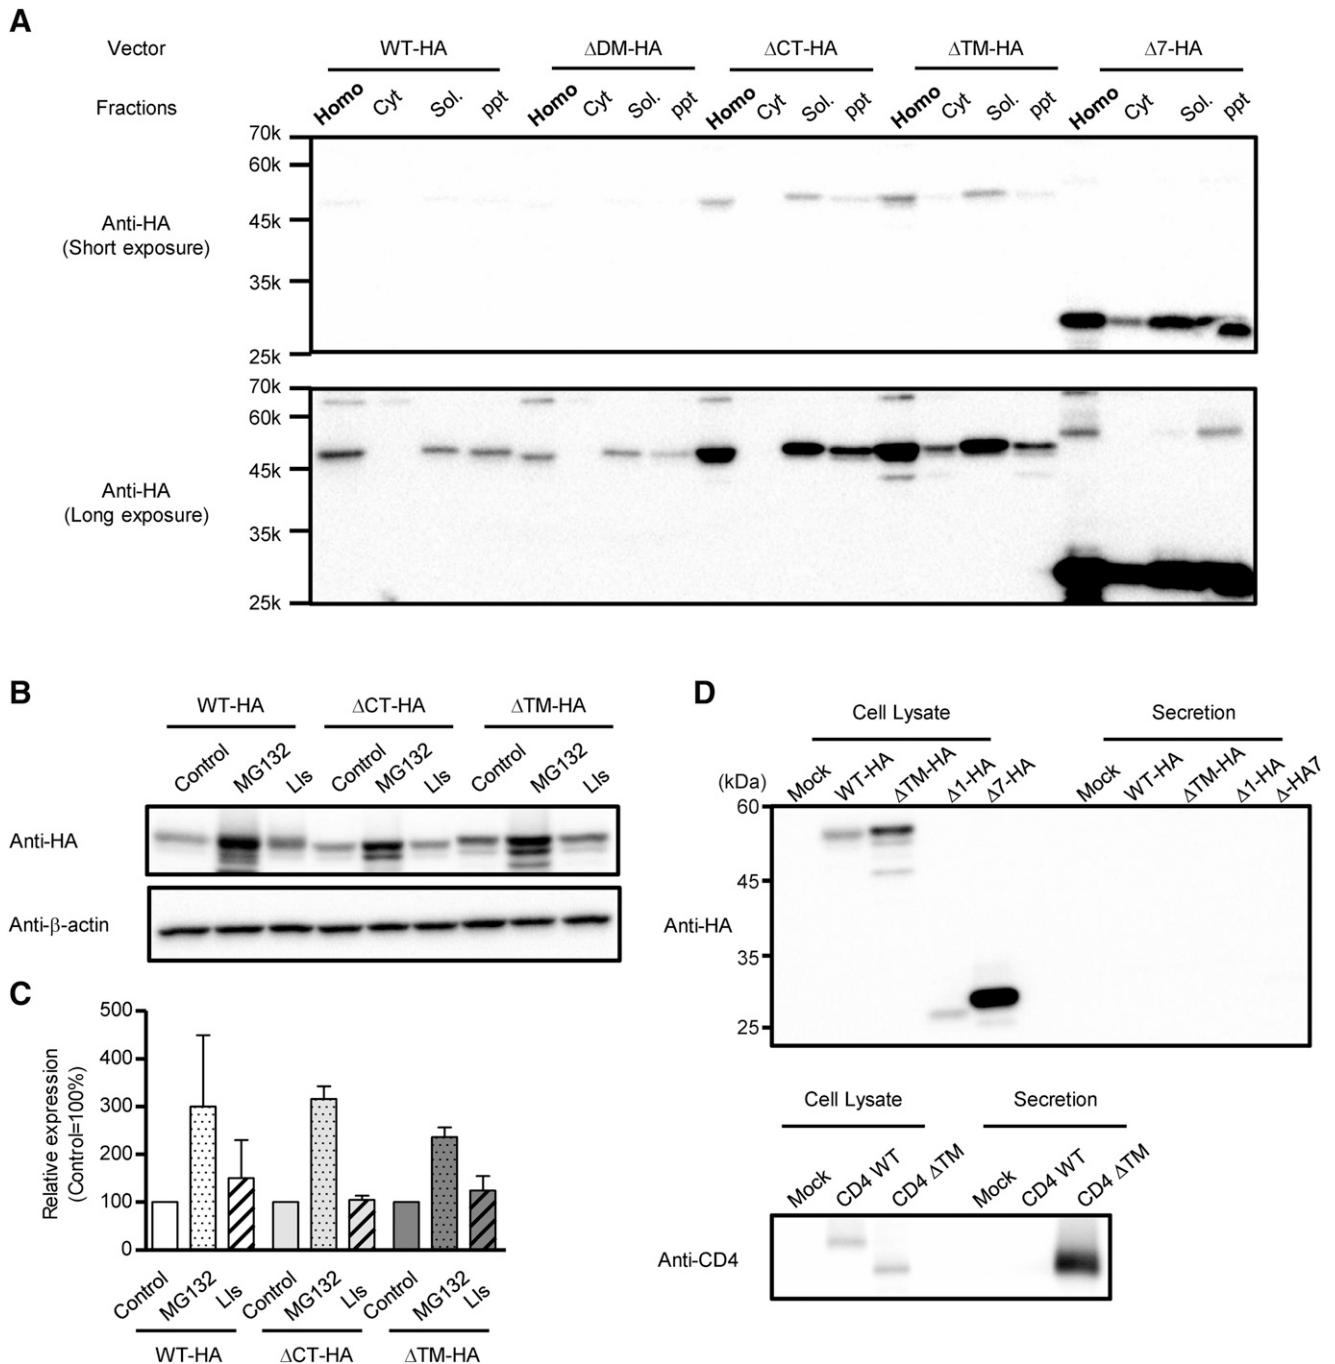 A
Vector WT-HA ΔDM-HA ΔCT-HA ΔTM-HA Δ7-HA
Fractions Homo Cyt Sol. ppt Homo Cyt Sol. ppt Homo Cyt Sol. ppt Homo Cyt Sol. ppt Homo Cyt Sol. ppt
70k
60k
45k
35k
25k
Anti-HA
(Short exposure)
70k
60k
45k
35k
25k
Anti-HA
(Long exposure)
B
WT-HA ΔCT-HA ΔTM-HA
Control MG132 LIs Control MG132 LIs Control MG132 LIs
Anti-HA
Anti-β-actin
C
Relative expression
(Control=100%)
500
400
300
200
100
0
Control MG132 LIs Control MG132 LIs Control MG132 LIs
WT-HA ΔCT-HA ΔTM-HA
D
Cell Lysate Secretion
(kDa) Mock WT-HA ΔTM-HA Δ1-HA Δ7-HA Mock WT-HA ΔTM-HA Δ1-HA Δ-HA7
60
45
35
25
Anti-HA
Cell Lysate Secretion
Mock CD4 WT CD4 ΔTM Mock CD4 WT CD4 ΔTM
Anti-CD4